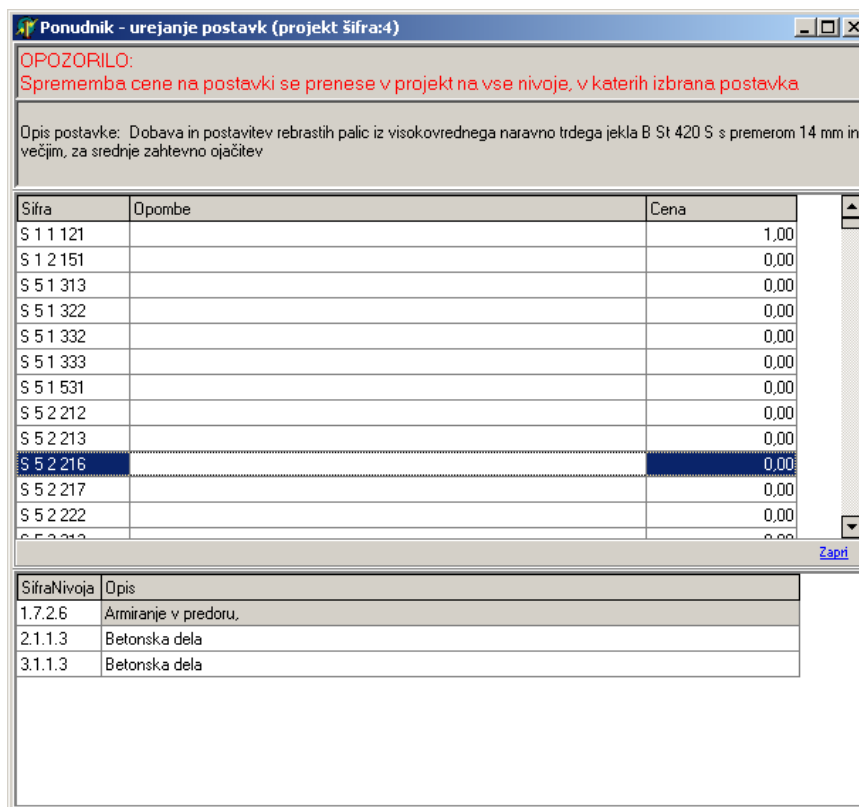 Ponudnik - urejanje postavk (projekt šifra:4)
OPOZORILO:
Sprememba cene na postavki se prenese v projekt na vse nivoje, v katerih izbrana postavka
Opis postavke: Dobava in postavitev rebrastih palic iz visokovrednega naravno trdega jekla B St 420 S s premerom 14 mm in
večjim, za srednje zahtevno ojačitev
Sifra Opombe Cena
S 1 1 121 1,00
S 1 2 151 0,00
S 5 1 313 0,00
S 5 1 322 0,00
S 5 1 332 0,00
S 5 1 333 0,00
S 5 1 531 0,00
S 5 2 212 0,00
S 5 2 213 0,00
S 5 2 216 0,00
S 5 2 217 0,00
S 5 2 222 0,00
Zapri
SifraNivoja Opis
1.7.2.6 Armiranje v predoru,
2.1.1.3 Betonska dela
3.1.1.3 Betonska dela